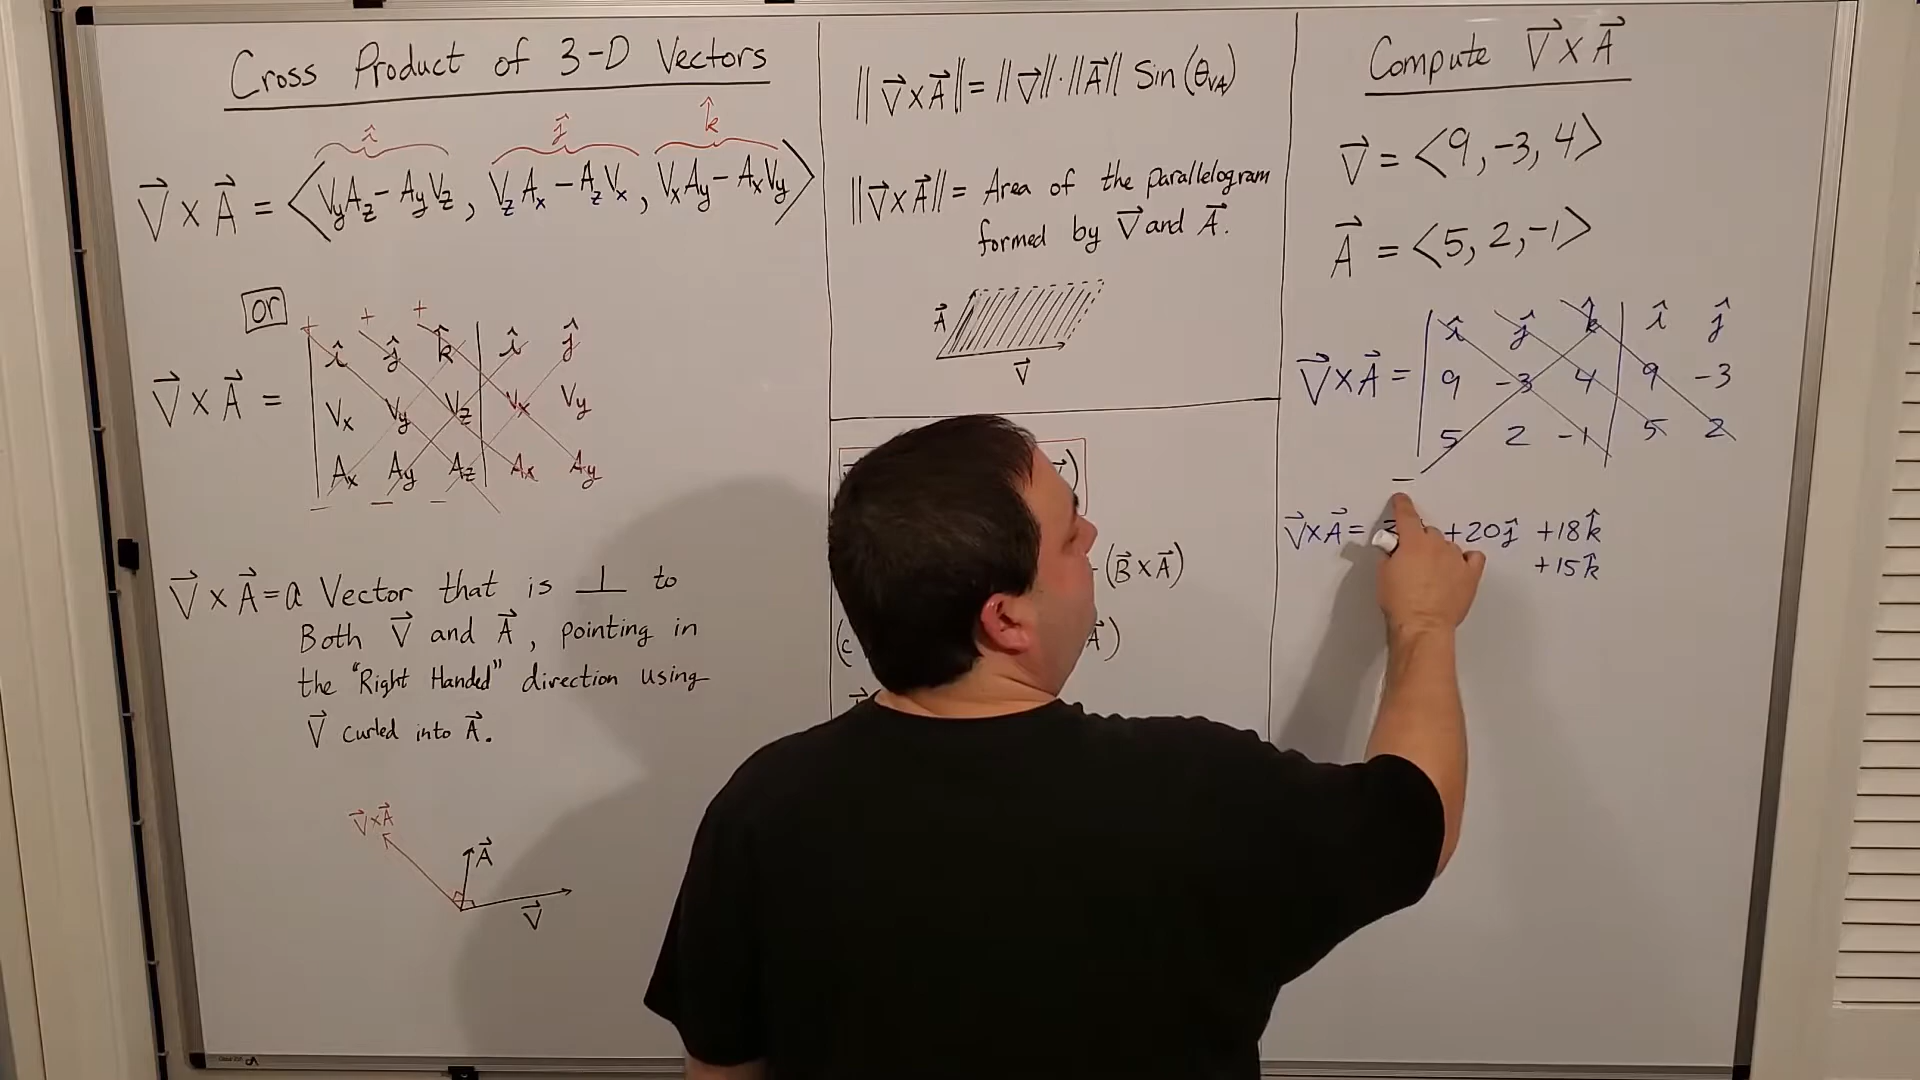 Cross Product of 3-D Vectors
î ĵ k̂
V⃗ × A⃗ = ⟨VyAz − AyVz, VzAx − AzVx, VxAy − AxVy⟩
or
+ + +
î ĵ k̂ | î ĵ
V⃗ × A⃗ = | Vx Vy Vz | Vx Vy
Ax Ay Az | Ax Ay
− − −
V⃗ × A⃗ = a Vector that is ⊥ to
Both V⃗ and A⃗, pointing in
the "Right Handed" direction using
V⃗ curled into A⃗.
V⃗×A⃗
A⃗
V⃗
||V⃗×A⃗|| = ||V⃗||·||A⃗|| Sin(θVA)
||V⃗×A⃗|| = Area of the parallelogram
formed by V⃗ and A⃗.
A⃗
V⃗
(B⃗ × A⃗)
A⃗)
Compute V⃗ × A⃗
V⃗ = ⟨9, -3, 4⟩
A⃗ = ⟨5, 2, -1⟩
î ĵ k̂ | î ĵ
V⃗×A⃗ = | 9 -3 4 | 9 -3
5 2 -1 | 5 2
−
V⃗×A⃗ = +20ĵ +18k̂
+15k̂